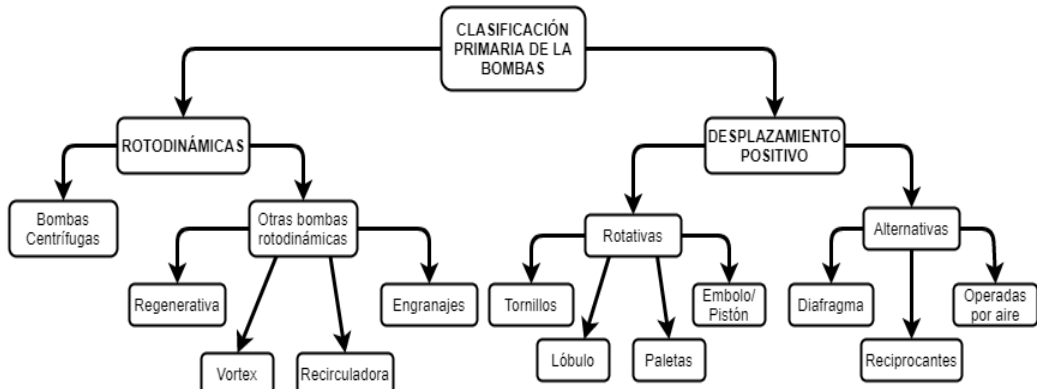 CLASIFICACIÓN
PRIMARIA DE LA
BOMBAS
ROTODINÁMICAS
DESPLAZAMIENTO
POSITIVO
Bombas
Centrífugas
Otras bombas
rotodinámicas
Rotativas
Alternativas
Regenerativa
Engranajes
Tornillos
Embolo/
Pistón
Diafragma
Operadas
por aire
Vortex
Recirculadora
Lóbulo
Paletas
Reciprocantes